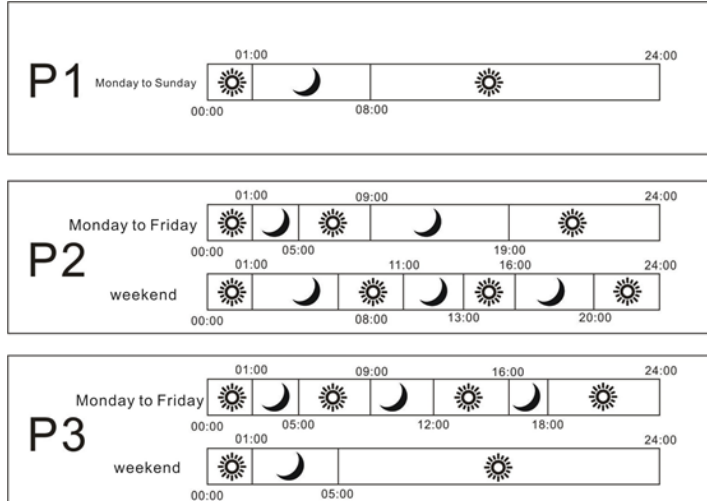 01:00 24:00
P1 Monday to Sunday
00:00 08:00
01:00 09:00 24:00
Monday to Friday
00:00 05:00 19:00
P2
01:00 11:00 16:00 24:00
weekend
00:00 08:00 13:00 20:00
01:00 09:00 16:00 24:00
Monday to Friday
00:00 05:00 12:00 18:00
P3
01:00 24:00
weekend
00:00 05:00